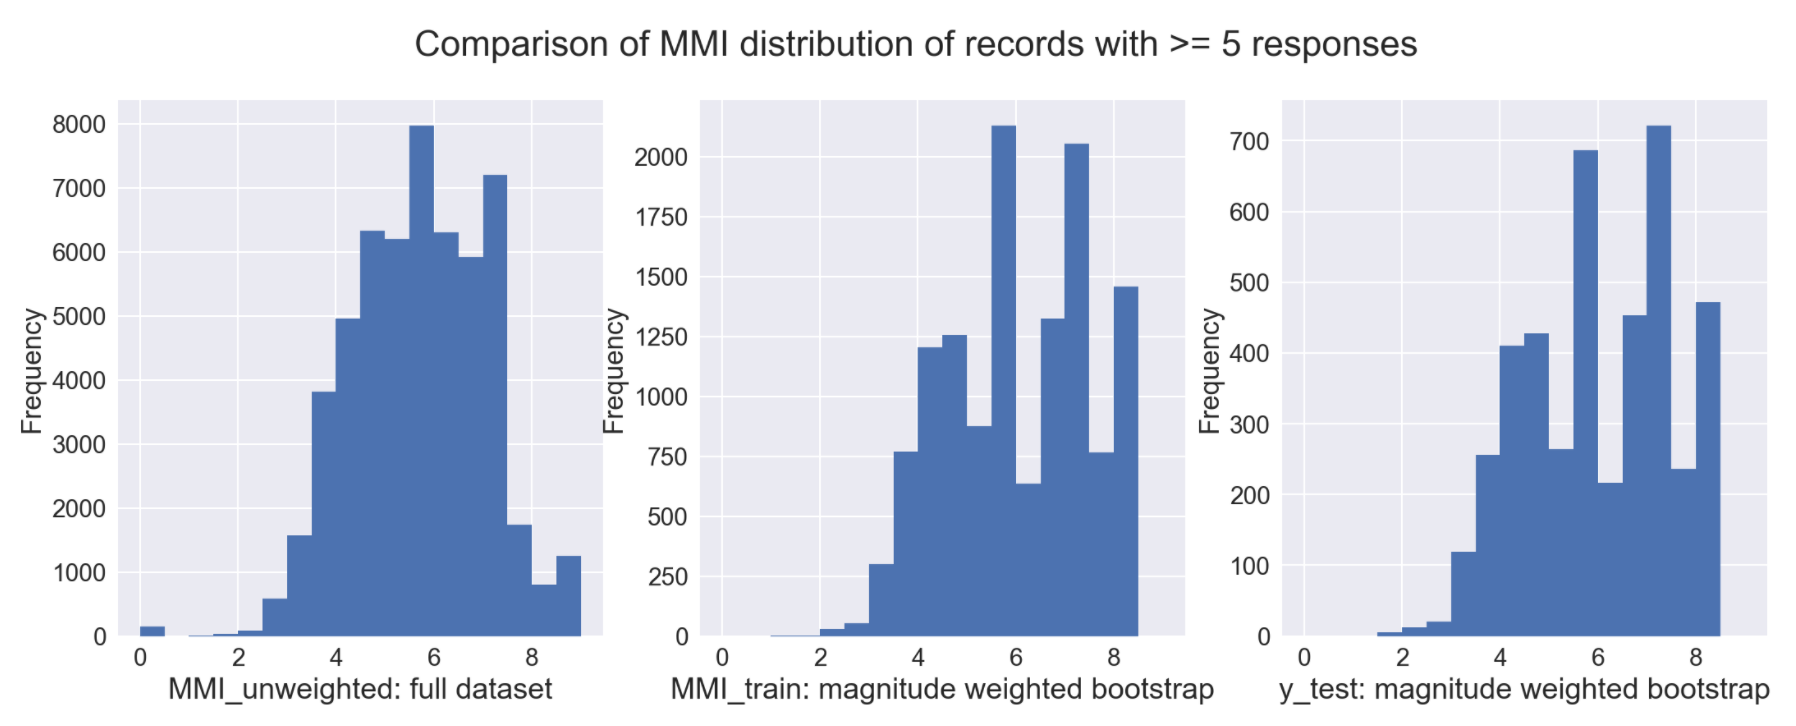 Comparison of MMI distribution of records with >= 5 responses
Frequency
8000
7000
6000
5000
4000
3000
2000
1000
0
0 2 4 6 8
MMI_unweighted: full dataset
Frequency
2000
1750
1500
1250
1000
750
500
250
0
0 2 4 6 8
MMI_train: magnitude weighted bootstrap
Frequency
700
600
500
400
300
200
100
0
0 2 4 6 8
y_test: magnitude weighted bootstrap